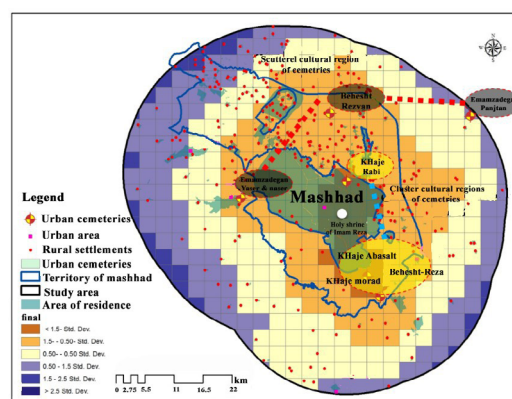 Scutterel cultural region
of cemetries
Behesht
Rezvan
Emamzadegan
Panjtan
KHaje
Rabi
Emamzadegan
Yaser & naser
Mashhad
Cluster cultural regions
of cemetries
Holy shrine
of Imam Reza
KHaje Abasalt
Behesht-Reza
KHaje morad
Legend
Urban cemeteries
Urban area
Rural settlements
Urban cemeteries
Territory of mashhad
Study area
Area of residence
final
< -1.5 Std. Dev.
-1.5 - -0.50 Std. Dev.
-0.50 - 0.50 Std. Dev.
0.50 - 1.5 Std. Dev.
1.5 - 2.5 Std. Dev.
> 2.5 Std. Dev.
km
0 2.75 5.5 11 16.5 22